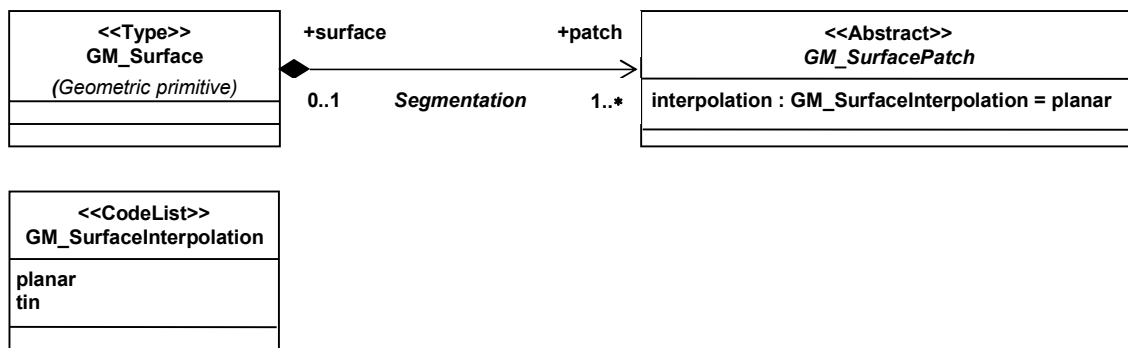 <<Type>>
GM_Surface
(Geometric primitive)
+surface
+patch
0..1
Segmentation
1..*
<<Abstract>>
GM_SurfacePatch
interpolation : GM_SurfaceInterpolation = planar
<<CodeList>>
GM_SurfaceInterpolation
planar
tin